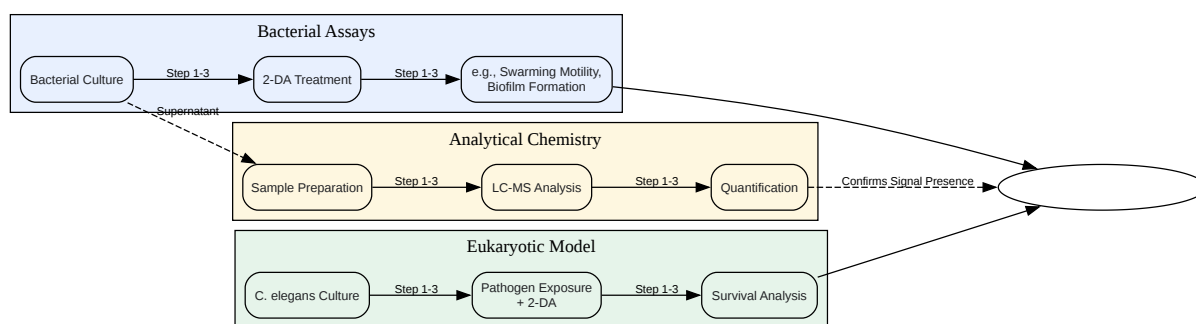 Bacterial Assays
Bacterial Culture
Step 1-3
2-DA Treatment
Step 1-3
e.g., Swarming Motility,
Biofilm Formation
Supernatant
Analytical Chemistry
Sample Preparation
Step 1-3
LC-MS Analysis
Step 1-3
Quantification
Confirms Signal Presence
Eukaryotic Model
C. elegans Culture
Step 1-3
Pathogen Exposure
+ 2-DA
Step 1-3
Survival Analysis